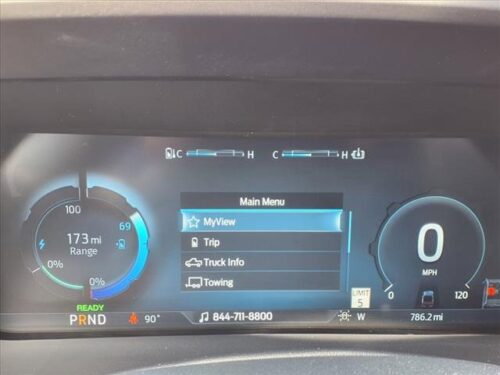 C H C H
Main Menu
MyView
Trip
Truck Info
Towing
100
69
173 mi
Range
0%
0%
READY
PRND
90°
844-711-8800
LIMIT
5
W
786.2 mi
0
MPH
0 120